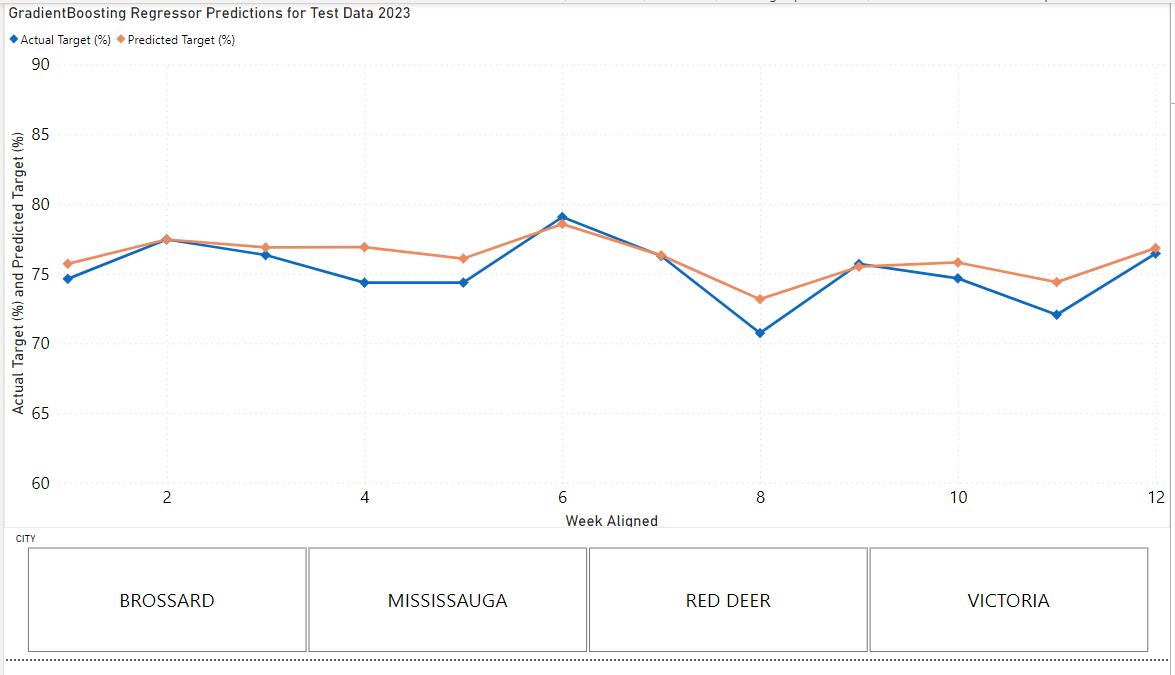 GradientBoosting Regressor Predictions for Test Data 2023
Actual Target (%) Predicted Target (%)
Actual Target (%) and Predicted Target (%)
90
85
80
75
70
65
60
2 4 6 8 10 12
Week Aligned
CITY
BROSSARD MISSISSAUGA RED DEER VICTORIA